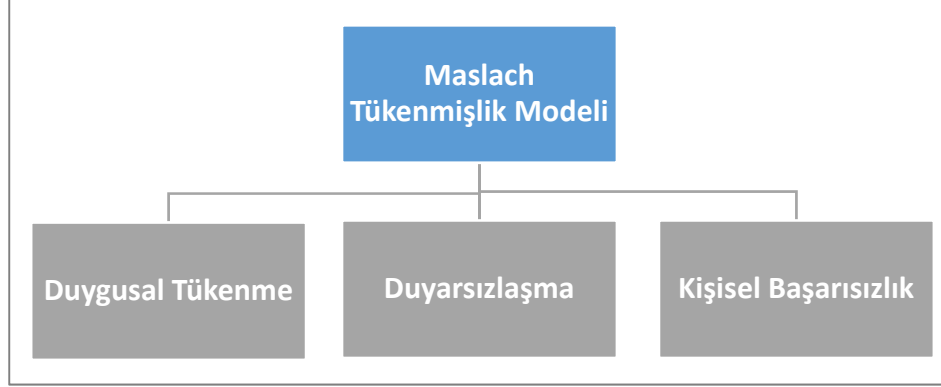 Maslach
Tükenmişlik Modeli
Duygusal Tükenme
Duyarsızlaşma
Kişisel Başarısızlık